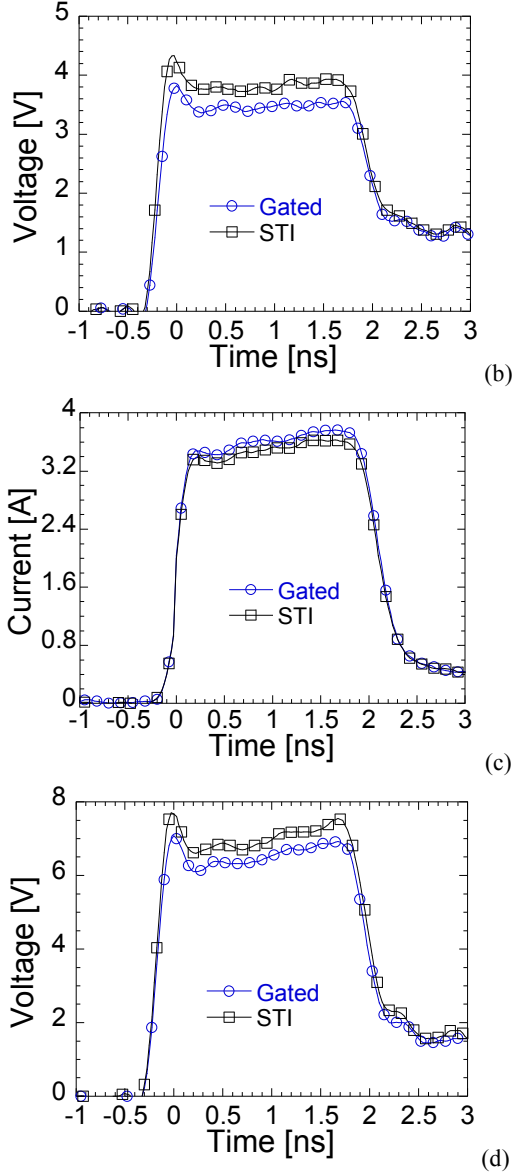 5
4
3
2
1
0
Voltage [V]
Gated
STI
-1 -0.5 0 0.5 1 1.5 2 2.5 3
Time [ns]
(b)
4
3.2
2.4
1.6
0.8
0
Current [A]
Gated
STI
-1 -0.5 0 0.5 1 1.5 2 2.5 3
Time [ns]
(c)
8
6
4
2
0
Voltage [V]
Gated
STI
-1 -0.5 0 0.5 1 1.5 2 2.5 3
Time [ns]
(d)